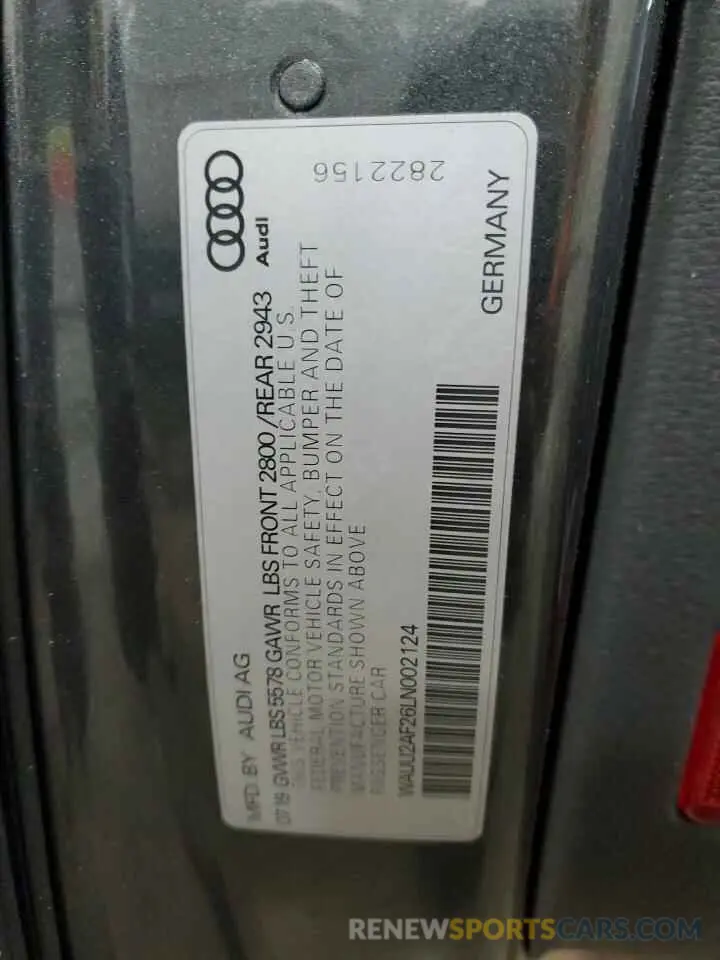 MFD. BY AUDI AG
07/19 GVWR LBS 5578 GAWR LBS FRONT 2800/REAR 2943
THIS VEHICLE CONFORMS TO ALL APPLICABLE U.S.
FEDERAL MOTOR VEHICLE SAFETY, BUMPER AND THEFT
PREVENTION STANDARDS IN EFFECT ON THE DATE OF
MANUFACTURE SHOWN ABOVE
PASSENGER CAR
WAUU2AF26LN002124
Audi
2822156
GERMANY
RENEWSPORTSCARS.COM